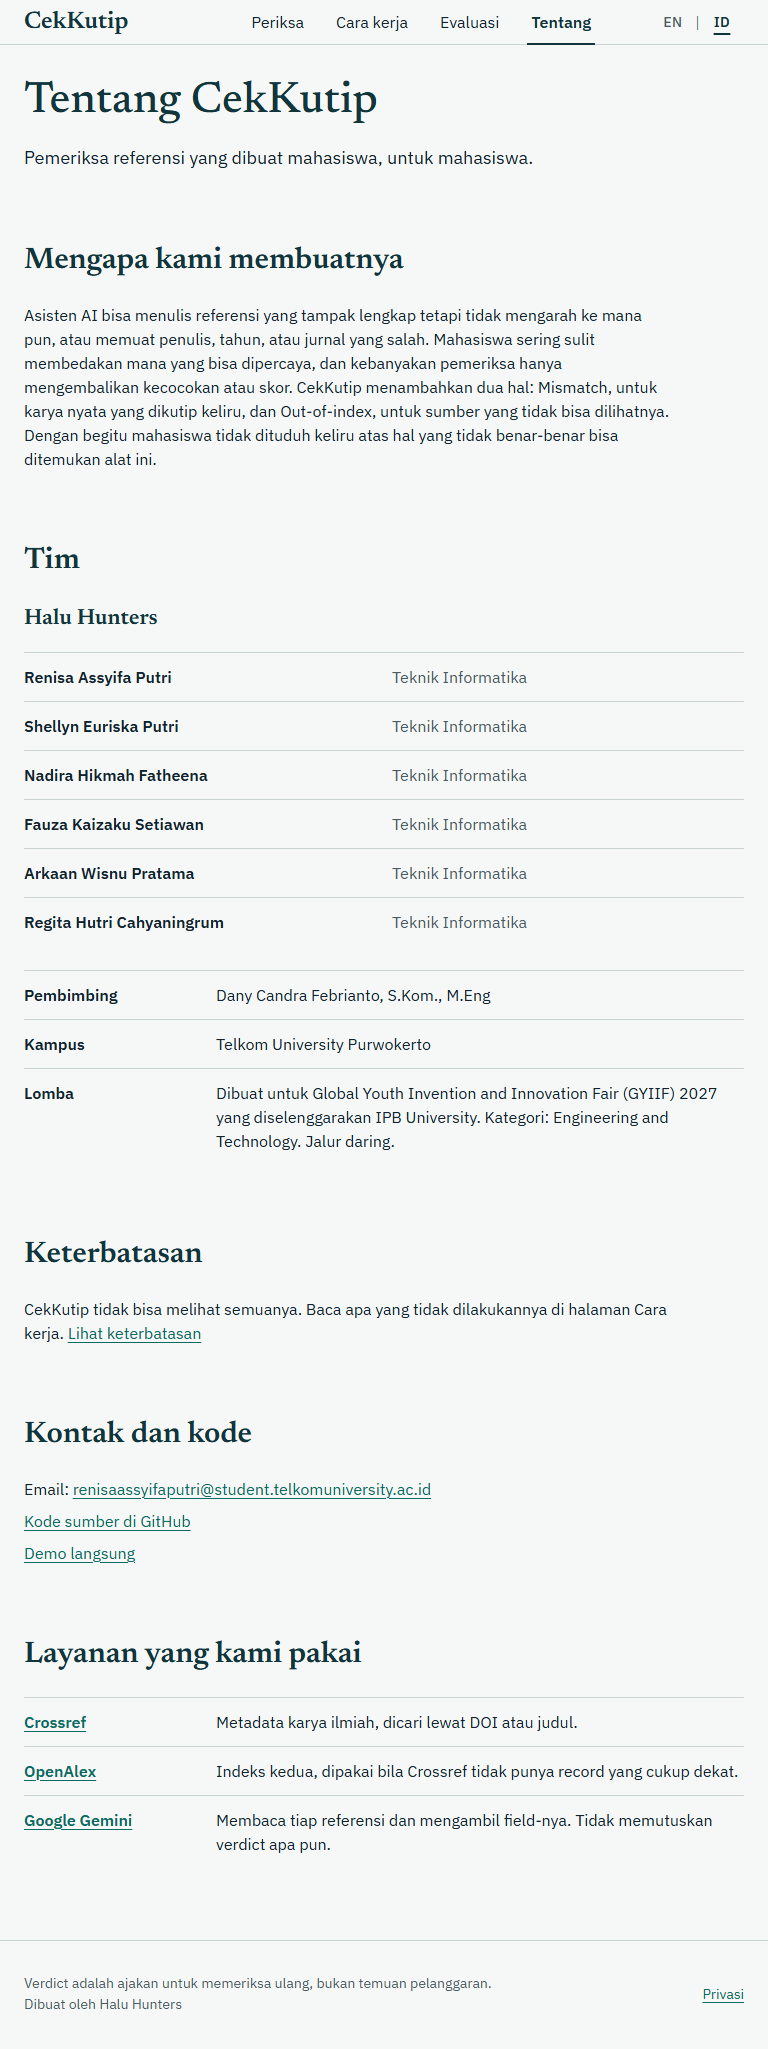 CekKutip
Periksa
Cara kerja
Evaluasi
Tentang
EN | ID
Tentang CekKutip
Pemeriksa referensi yang dibuat mahasiswa, untuk mahasiswa.
Mengapa kami membuatnya
Asisten AI bisa menulis referensi yang tampak lengkap tetapi tidak mengarah ke mana
pun, atau memuat penulis, tahun, atau jurnal yang salah. Mahasiswa sering sulit
membedakan mana yang bisa dipercaya, dan kebanyakan pemeriksa hanya
mengembalikan kecocokan atau skor. CekKutip menambahkan dua hal: Mismatch, untuk
karya nyata yang dikutip keliru, dan Out-of-index, untuk sumber yang tidak bisa dilihatnya.
Dengan begitu mahasiswa tidak dituduh keliru atas hal yang tidak benar-benar bisa
ditemukan alat ini.
Tim
Halu Hunters
Renisa Assyifa Putri Teknik Informatika
Shellyn Euriska Putri Teknik Informatika
Nadira Hikmah Fatheena Teknik Informatika
Fauza Kaizaku Setiawan Teknik Informatika
Arkaan Wisnu Pratama Teknik Informatika
Regita Hutri Cahyaningrum Teknik Informatika
Pembimbing Dany Candra Febrianto, S.Kom., M.Eng
Kampus Telkom University Purwokerto
Lomba Dibuat untuk Global Youth Invention and Innovation Fair (GYIIF) 2027
yang diselenggarakan IPB University. Kategori: Engineering and
Technology. Jalur daring.
Keterbatasan
CekKutip tidak bisa melihat semuanya. Baca apa yang tidak dilakukannya di halaman Cara
kerja. Lihat keterbatasan
Kontak dan kode
Email: renisaassyifaputri@student.telkomuniversity.ac.id
Kode sumber di GitHub
Demo langsung
Layanan yang kami pakai
Crossref Metadata karya ilmiah, dicari lewat DOI atau judul.
OpenAlex Indeks kedua, dipakai bila Crossref tidak punya record yang cukup dekat.
Google Gemini Membaca tiap referensi dan mengambil field-nya. Tidak memutuskan
verdict apa pun.
Verdict adalah ajakan untuk memeriksa ulang, bukan temuan pelanggaran.
Dibuat oleh Halu Hunters
Privasi